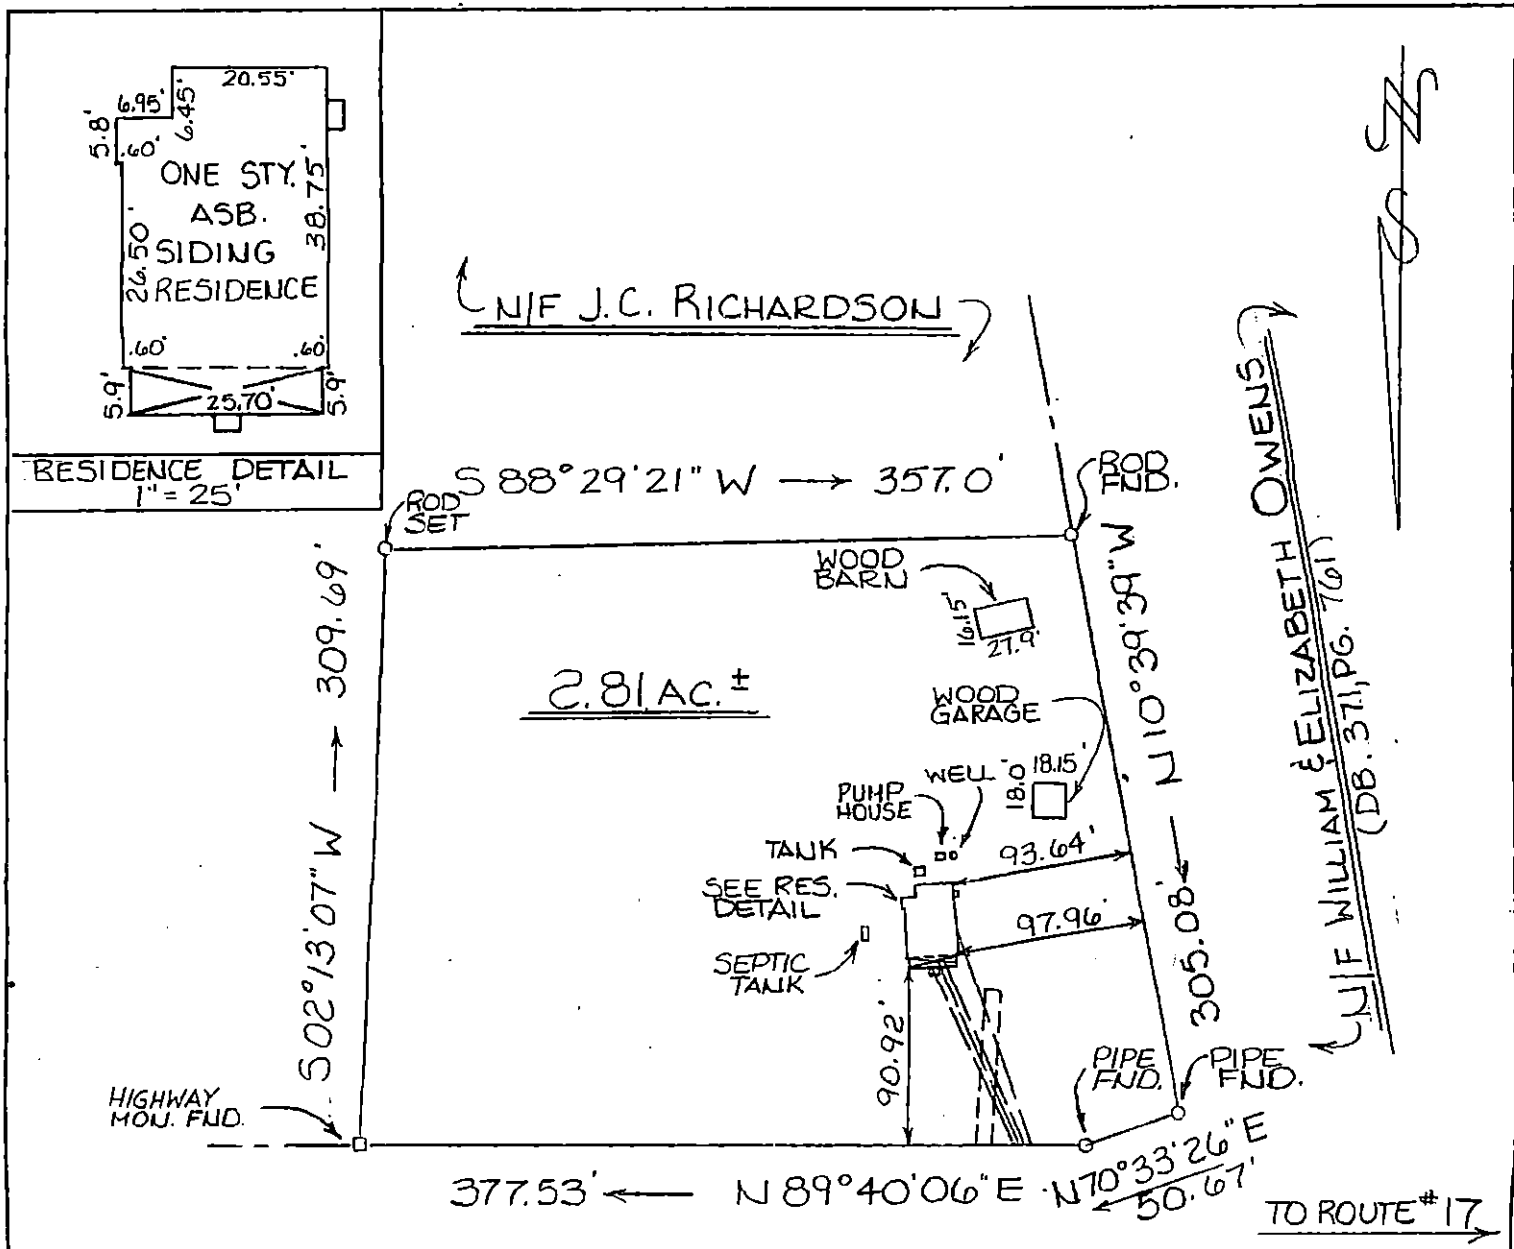 20.55'
6.95'
6.45'
5.8'
.60'
ONE STY.
ASB.
SIDING
RESIDENCE
38.75'
26.50'
.60'
.60'
5.9'
25.70'
5.9'
RESIDENCE DETAIL
1" = 25'
N
S
N/F J.C. RICHARDSON
S 88°29'21" W → 357.0'
ROD
SET
ROD
FND.
WOOD
BARN
16.15'
27.9'
2.81 AC. ±
WOOD
GARAGE
18.0'
18.15'
WELL
PUMP
HOUSE
TANK
SEE RES.
DETAIL
SEPTIC
TANK
93.64'
97.96'
90.92'
S 02°13'07" W → 309.69'
N 10°39'39" W → 305.08'
N/F WILLIAM & ELIZABETH OWENS
(DB. 371, PG. 761)
HIGHWAY
MON. FND.
PIPE
FND.
PIPE
FND.
377.53' ← N 89°40'06" E
N 70°33'26" E
50.67'
TO ROUTE #17